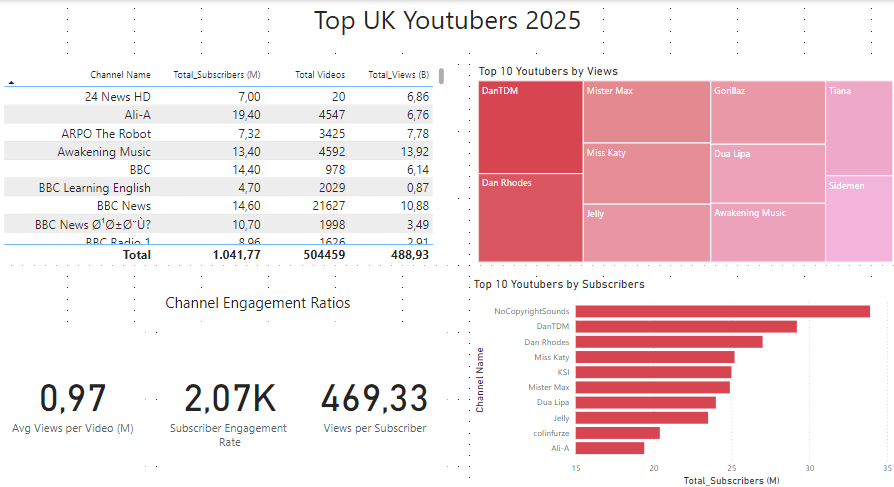 Top UK Youtubers 2025
Channel Name Total_Subscribers (M) Total Videos Total_Views (B)
24 News HD 7,00 20 6,86
Ali-A 19,40 4547 6,76
ARPO The Robot 7,32 3425 7,78
Awakening Music 13,40 4592 13,92
BBC 14,40 978 6,14
BBC Learning English 4,70 2029 0,87
BBC News 14,60 21627 10,88
BBC News Ø¹Ø±Ø¨ÙŠ? 10,70 1998 3,49
BBC Radio 1 8,96 1626 2,91
Total 1.041,77 504459 488,93
Top 10 Youtubers by Views
DanTDM
Mister Max
Gorillaz
Tiana
Miss Katy
Dua Lipa
Dan Rhodes
Sidemen
Jelly
Awakening Music
Channel Engagement Ratios
0,97
Avg Views per Video (M)
2,07K
Subscriber Engagement
Rate
469,33
Views per Subscriber
Top 10 Youtubers by Subscribers
Channel Name
NoCopyrightSounds
DanTDM
Dan Rhodes
Miss Katy
KSI
Mister Max
Dua Lipa
Jelly
colinfurze
Ali-A
15 20 25 30 35
Total_Subscribers (M)